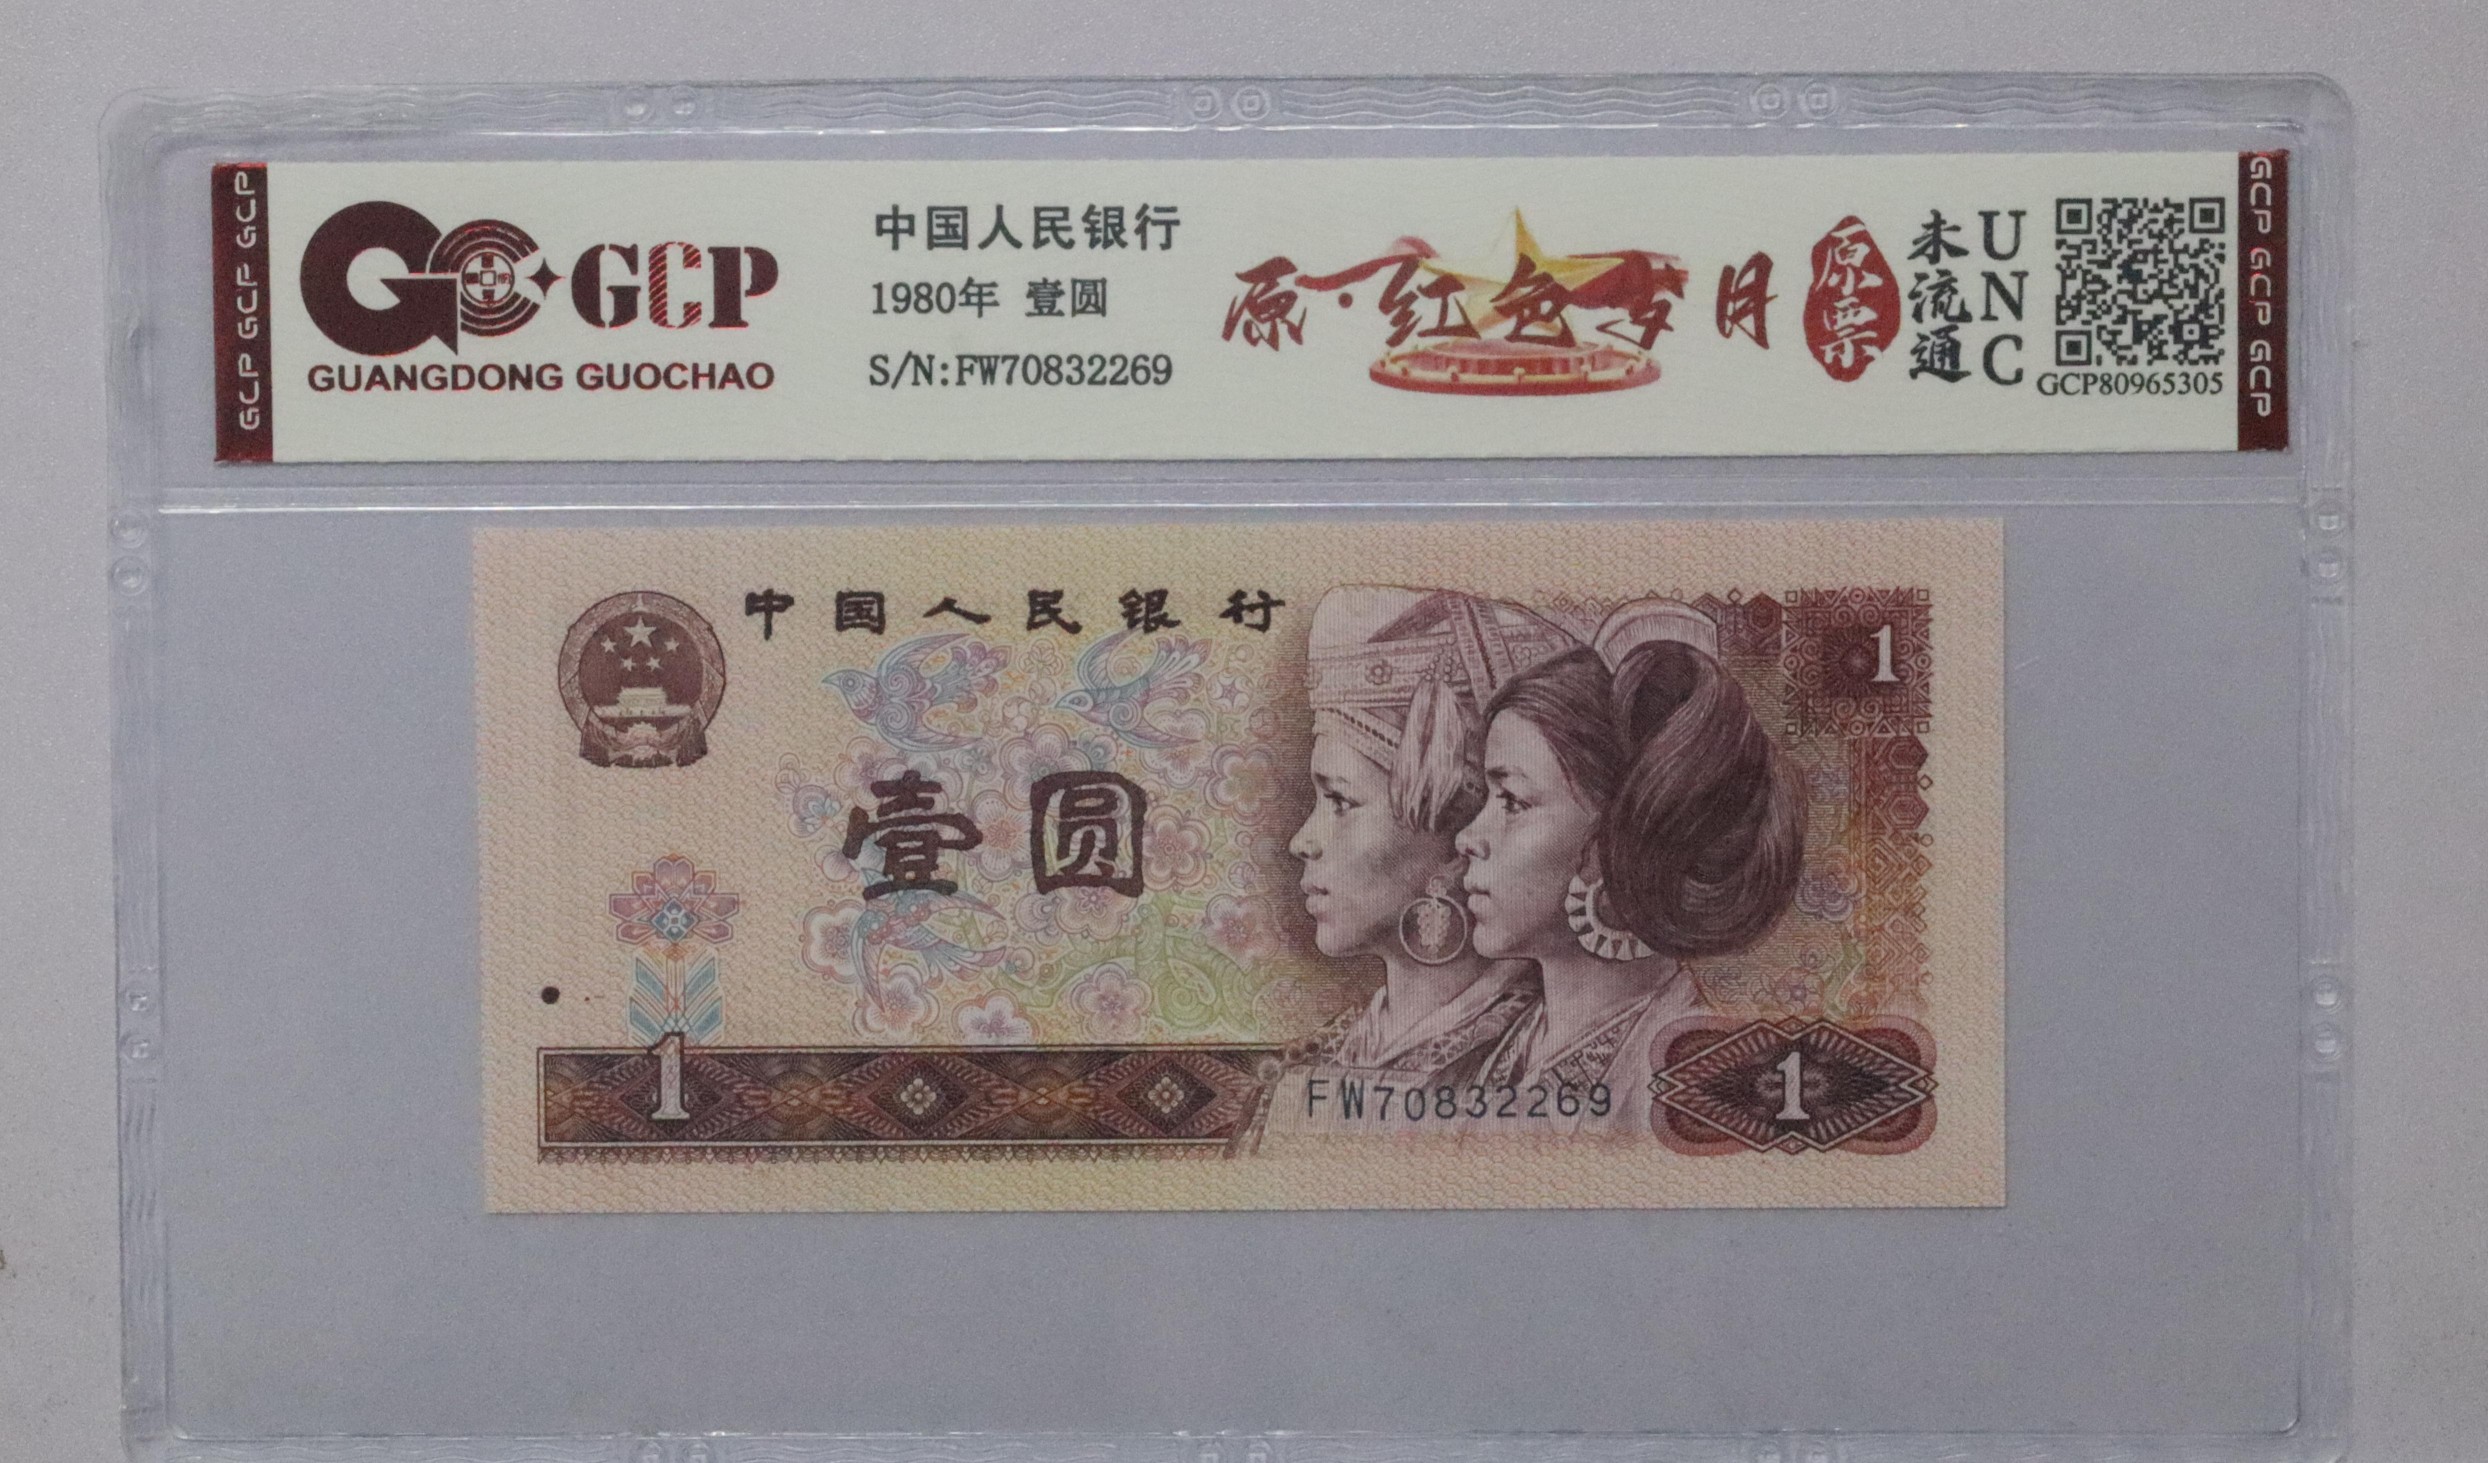 GCP GCP GCP
GCP
GUANGDONG GUOCHAO
中国人民银行
1980年 壹圆
S/N:FW70832269
原·红色岁月
原票
未流通
UNC
GCP80965305
GCP GCP GCP
中国人民银行
1
壹圆
1
FW70832269
1